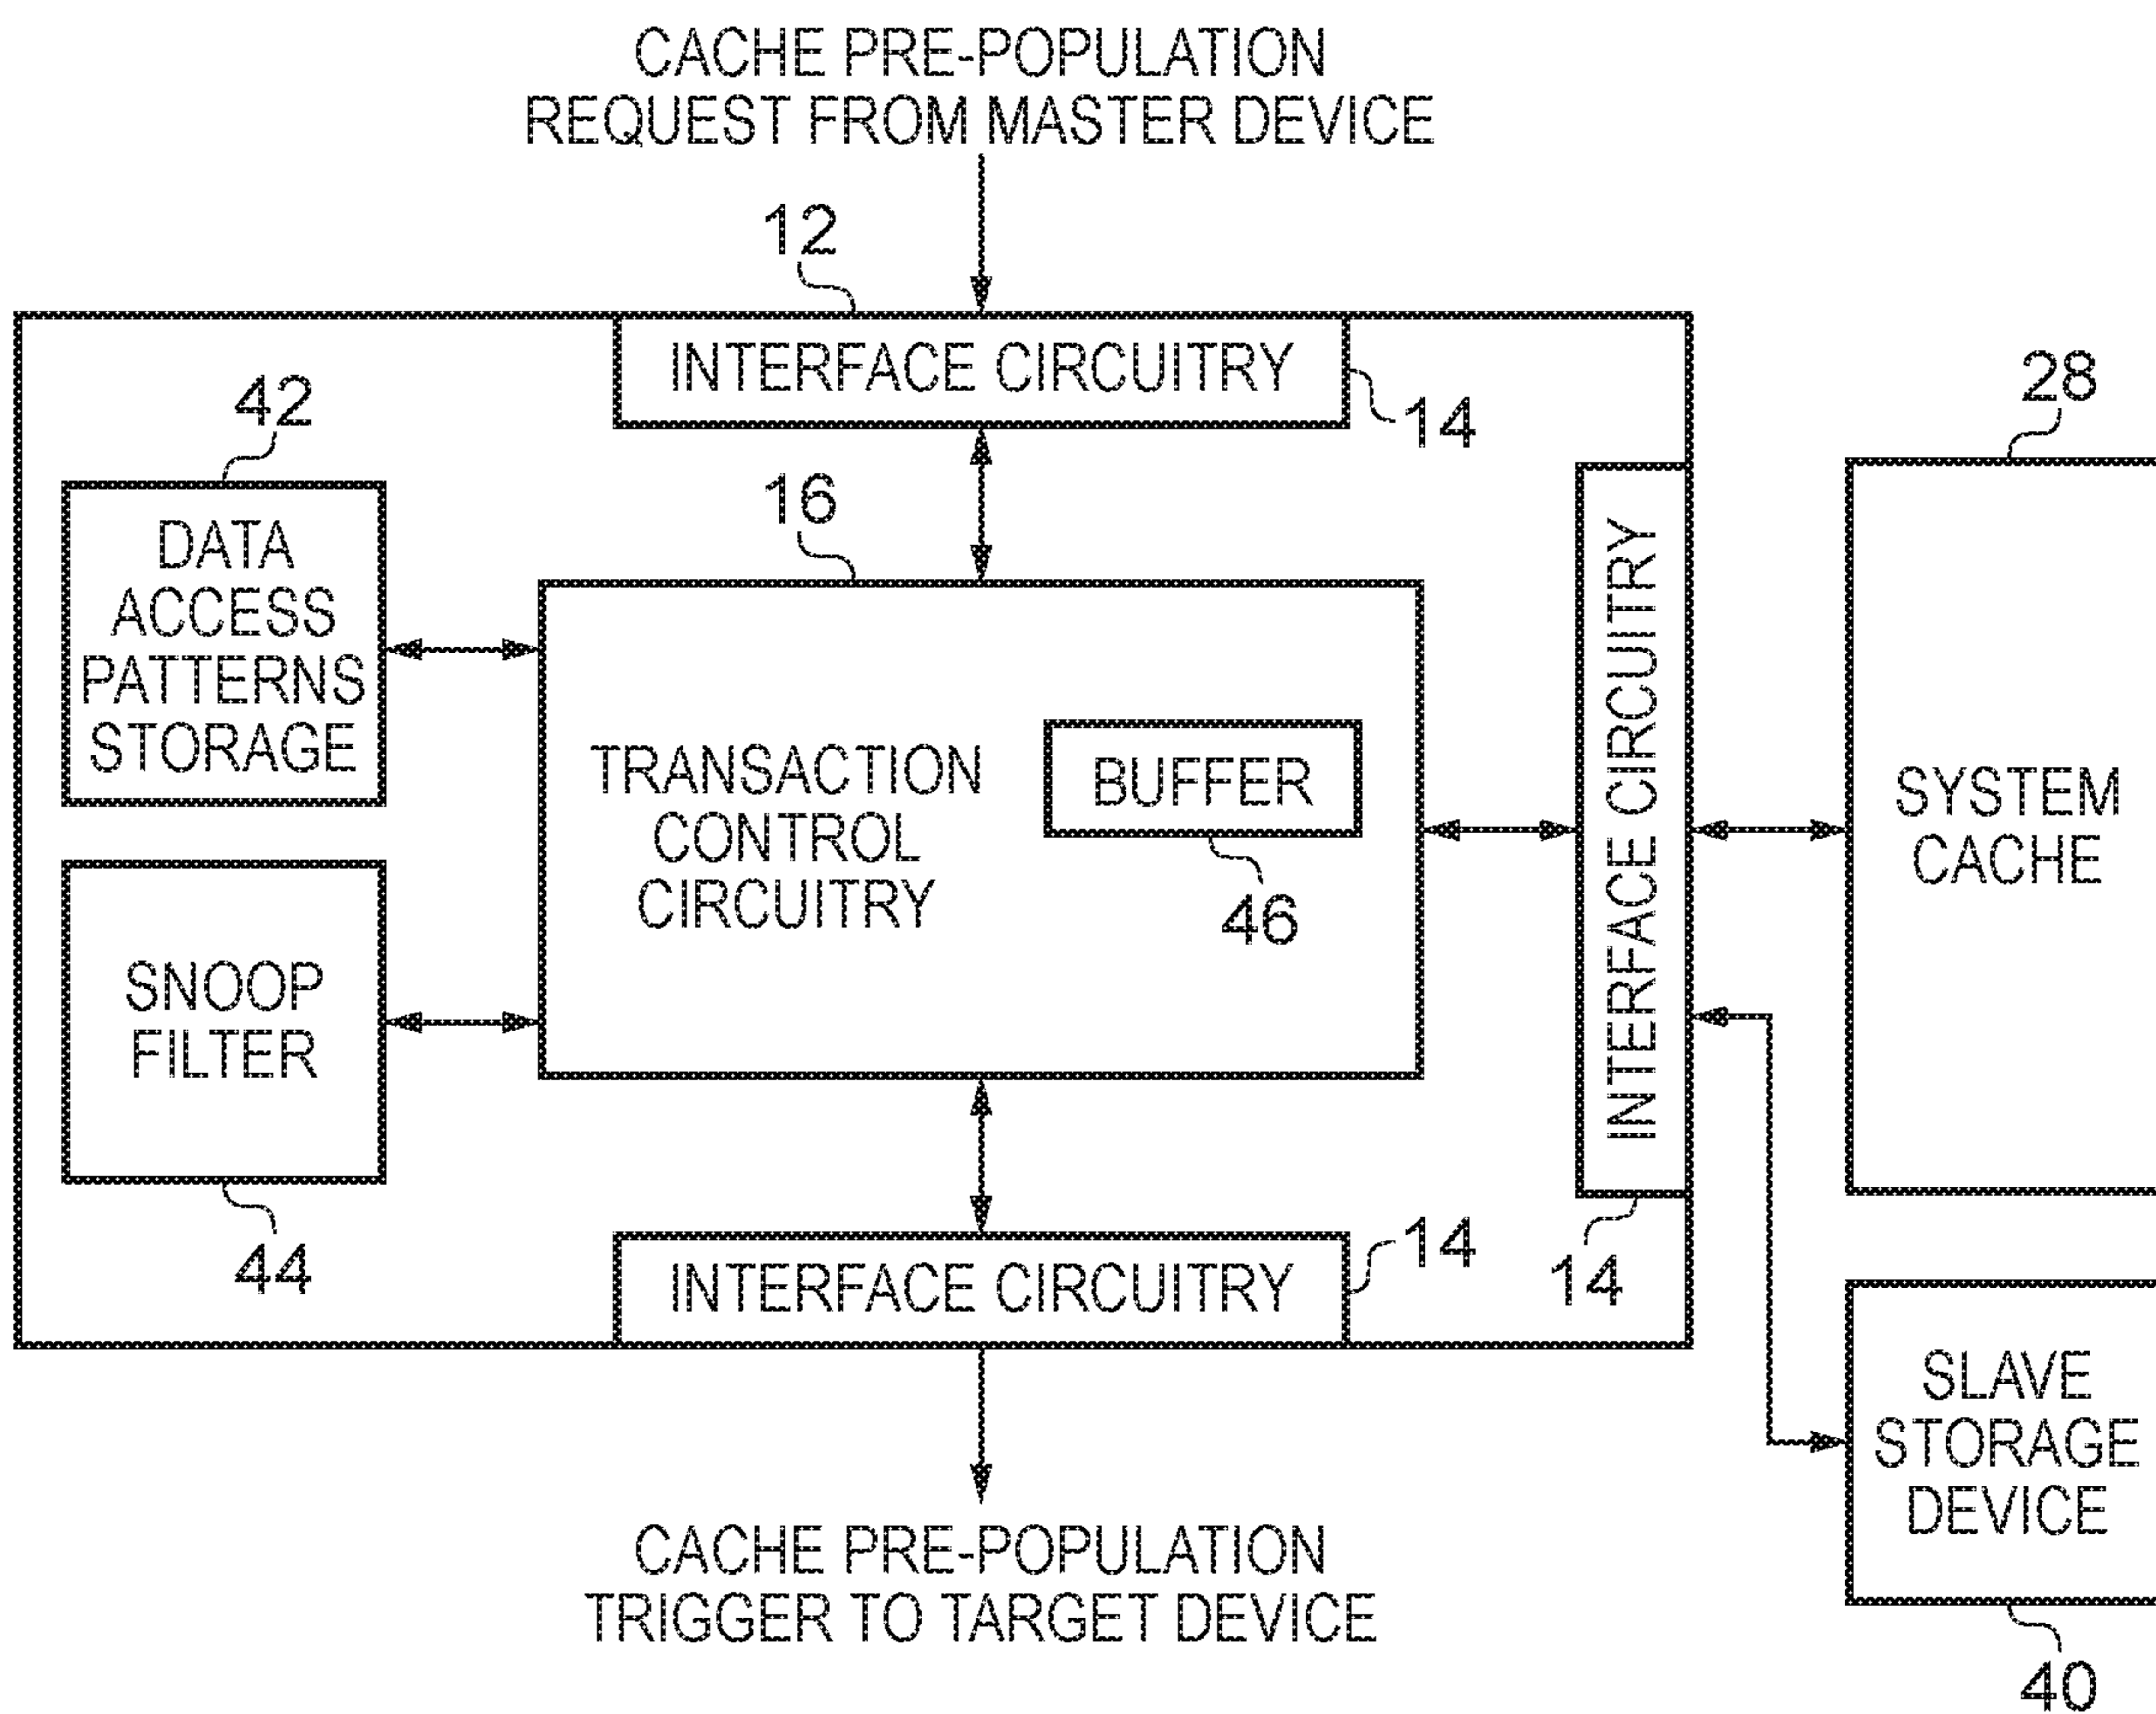 CACHE PRE-POPULATION
REQUEST FROM MASTER DEVICE
12
INTERFACE CIRCUITRY
14
42
DATA
ACCESS
PATTERNS
STORAGE
16
TRANSACTION
CONTROL
CIRCUITRY
BUFFER
46
INTERFACE CIRCUITRY
14
28
SYSTEM
CACHE
SNOOP
FILTER
44
INTERFACE CIRCUITRY
14
SLAVE
STORAGE
DEVICE
40
CACHE PRE-POPULATION
TRIGGER TO TARGET DEVICE